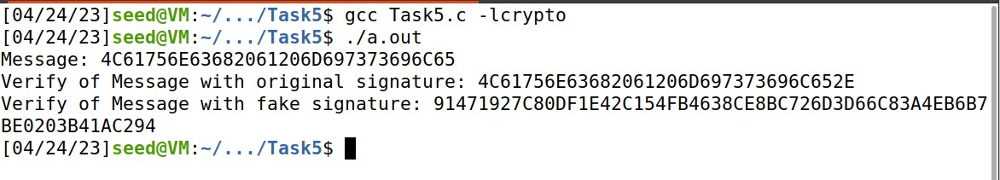 [04/24/23]seed@VM:~/.../Task5$ gcc Task5.c -lcrypto
[04/24/23]seed@VM:~/.../Task5$ ./a.out
Message: 4C61756E63682061206D697373696C65
Verify of Message with original signature: 4C61756E63682061206D697373696C652E
Verify of Message with fake signature: 91471927C80DF1E42C154FB4638CE8BC726D3D66C83A4EB6B7
BE0203B41AC294
[04/24/23]seed@VM:~/.../Task5$